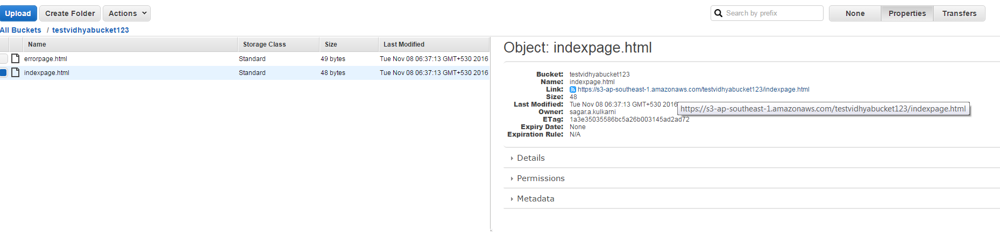 Upload Create Folder Actions Search by prefix None Properties Transfers
All Buckets / testvidhyabucket123
Name Storage Class Size Last Modified
errorpage.html Standard 49 bytes Tue Nov 08 06:37:13 GMT+530 2016
indexpage.html Standard 48 bytes Tue Nov 08 06:37:13 GMT+530 2016
Object: indexpage.html
Bucket: testvidhyabucket123
Name: indexpage.html
Link: https://s3-ap-southeast-1.amazonaws.com/testvidhyabucket123/indexpage.html
Size: 48
Last Modified: Tue Nov 08 06:37:13 GMT+530 2016
https://s3-ap-southeast-1.amazonaws.com/testvidhyabucket123/indexpage.html
Owner: sagar.a.kulkarni
ETag: 1a3e35035586bc5a26b003145ad2ad72
Expiry Date: None
Expiration Rule: N/A
Details
Permissions
Metadata